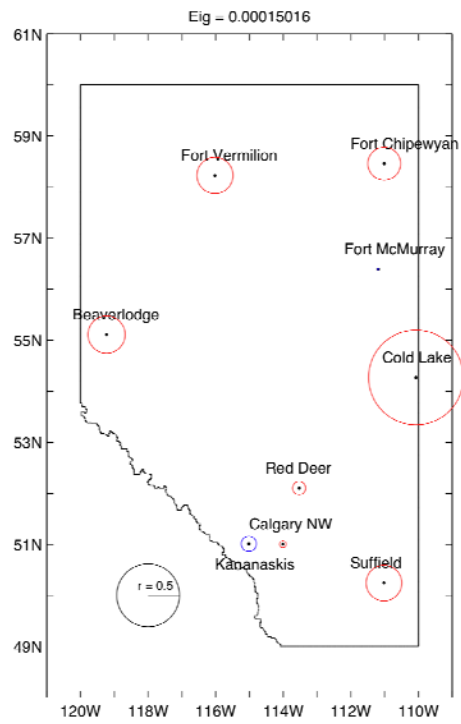 Eig = 0.00015016
61N
59N
Fort Chipewyan
Fort Vermilion
57N
Fort McMurray
55N
Beaverlodge
Cold Lake
53N
Red Deer
Calgary NW
51N
Kananaskis
Suffield
r = 0.5
49N
120W
118W
116W
114W
112W
110W